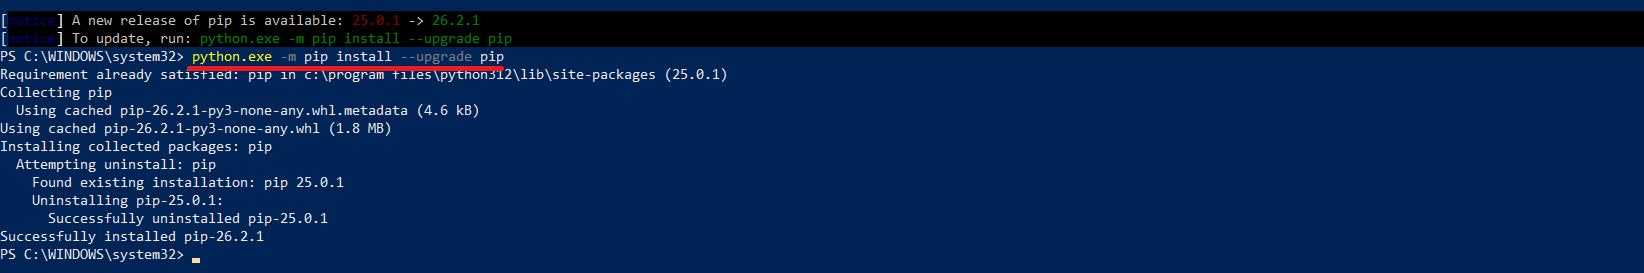 [notice] A new release of pip is available: 25.0.1 -> 26.2.1
[notice] To update, run: python.exe -m pip install --upgrade pip
PS C:\WINDOWS\system32> python.exe -m pip install --upgrade pip
Requirement already satisfied: pip in c:\program files\python312\lib\site-packages (25.0.1)
Collecting pip
  Using cached pip-26.2.1-py3-none-any.whl.metadata (4.6 kB)
Using cached pip-26.2.1-py3-none-any.whl (1.8 MB)
Installing collected packages: pip
  Attempting uninstall: pip
    Found existing installation: pip 25.0.1
    Uninstalling pip-25.0.1:
      Successfully uninstalled pip-25.0.1
Successfully installed pip-26.2.1
PS C:\WINDOWS\system32>